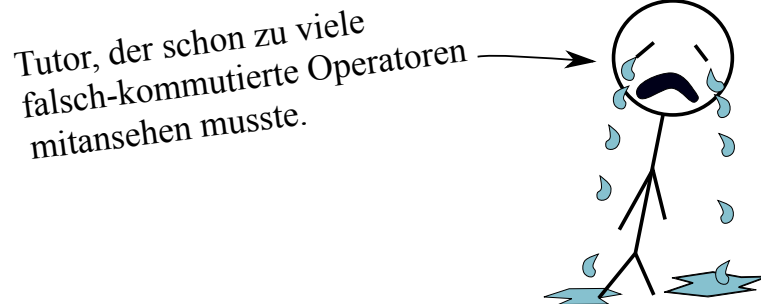 Tutor, der schon zu viele
falsch-kommutierte Operatoren
mitansehen musste.